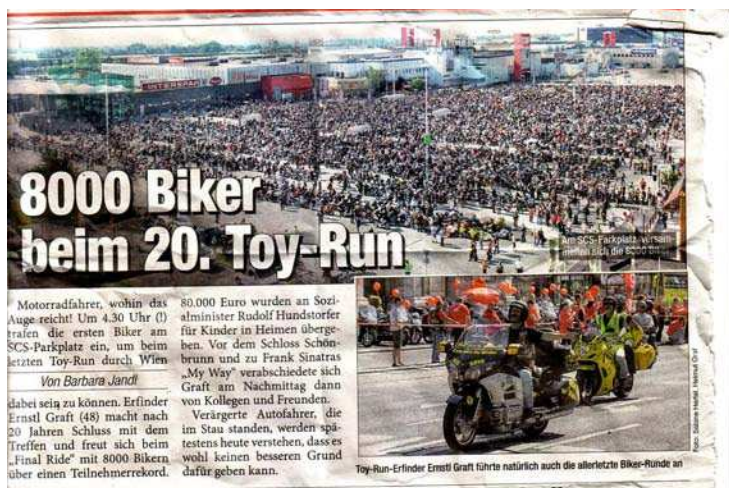 INTERSPAR
8000 Biker
beim 20. Toy-Run
Am SCS-Parkplatz versam-
melten sich die 8000 Biker
Motorradfahrer, wohin das
Auge reicht! Um 4.30 Uhr (!)
trafen die ersten Biker am
SCS-Parkplatz ein, um beim
letzten Toy-Run durch Wien
Von Barbara Jandl
dabei sein zu können. Erfinder
Ernstl Graft (48) macht nach
20 Jahren Schluss mit dem
Treffen und freut sich beim
„Final Ride" mit 8000 Bikern
über einen Teilnehmerrekord.
80.000 Euro wurden an Sozi-
alminister Rudolf Hundstorfer
für Kinder in Heimen überge-
ben. Vor dem Schloss Schön-
brunn und zu Frank Sinatras
„My Way" verabschiedete sich
Graft am Nachmittag dann
von Kollegen und Freunden.
Verärgerte Autofahrer, die
im Stau standen, werden spä-
testens heute verstehen, dass es
wohl keinen besseren Grund
dafür geben kann.
Toy-Run-Erfinder Ernstl Graft führte natürlich auch die allerletzte Biker-Runde an